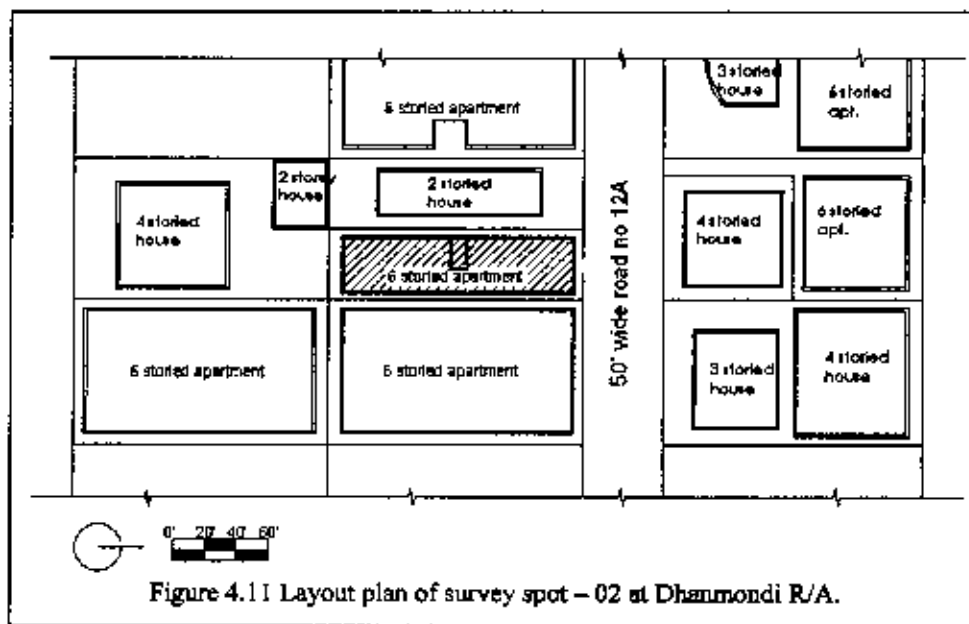 3 storied
house
6 storied
apt.
6 storied apartment
2 storey
house
2 storied
house
4 storied
house
4 storied
house
6 storied
apt.
6 storied apartment
50' wide road no 12A
6 storied apartment
6 storied apartment
3 storied
house
4 storied
house
0' 20' 40' 60'
Figure 4.11 Layout plan of survey spot – 02 at Dhanmondi R/A.